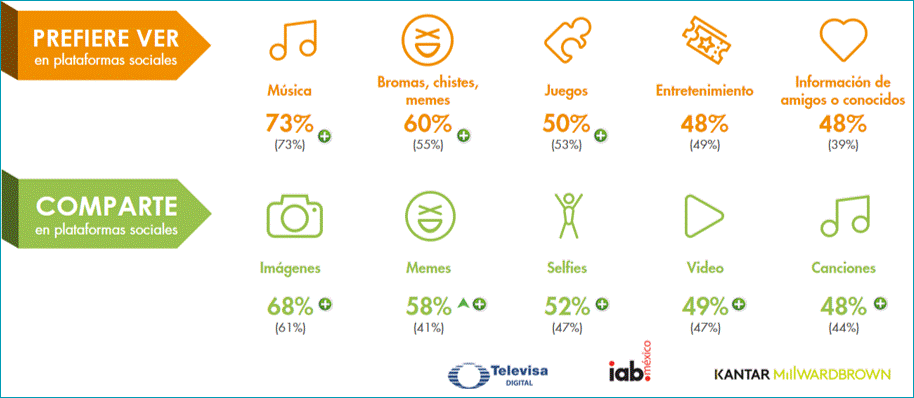 PREFIERE VER
en plataformas sociales
Música
73%
(73%)
Bromas, chistes,
memes
60%
(55%)
Juegos
50%
(53%)
Entretenimiento
48%
(49%)
Información de
amigos o conocidos
48%
(39%)
COMPARTE
en plataformas sociales
Imágenes
68%
(61%)
Memes
58%
(41%)
Selfies
52%
(47%)
Video
49%
(47%)
Canciones
48%
(44%)
Televisa
DIGITAL
iab.méxico
KANTAR MillWARDBROWN